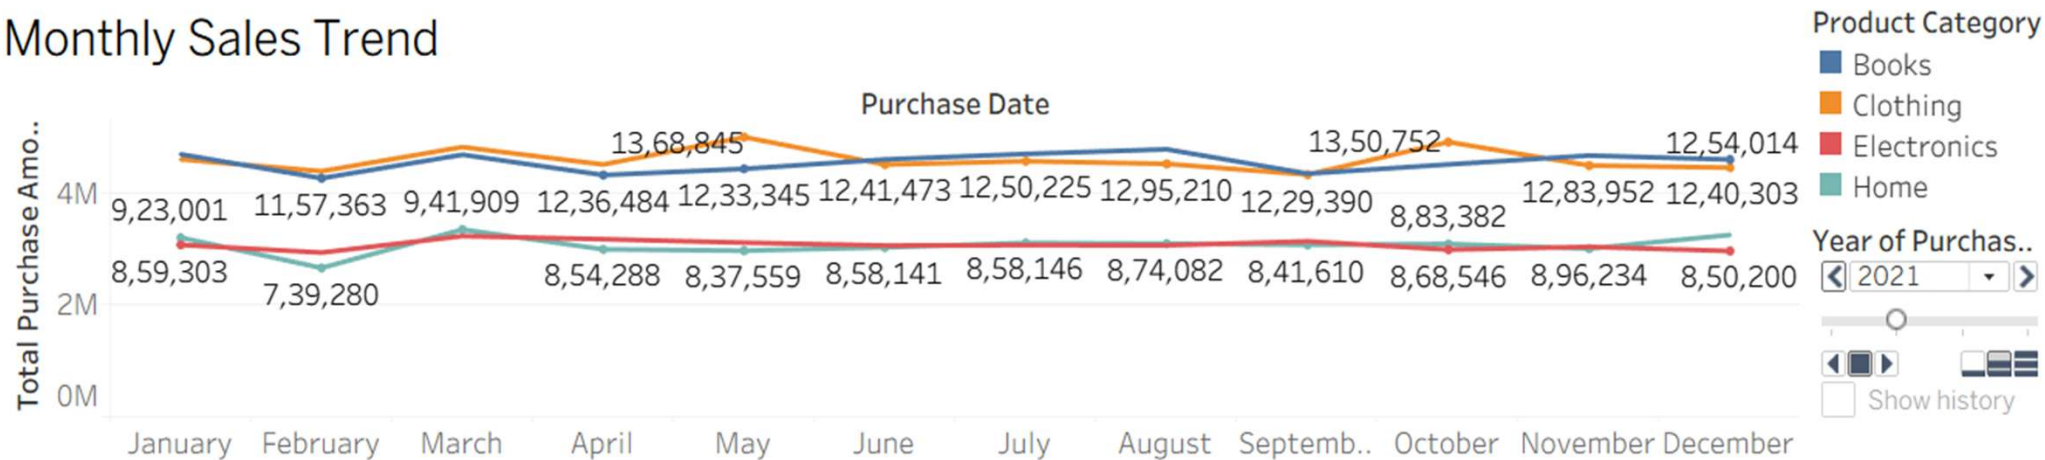 Monthly Sales Trend
Purchase Date
Total Purchase Amo..
4M
2M
0M
13,68,845
13,50,752
12,54,014
9,23,001
11,57,363
9,41,909
12,36,484
12,33,345
12,41,473
12,50,225
12,95,210
12,29,390
8,83,382
12,83,952
12,40,303
8,59,303
7,39,280
8,54,288
8,37,559
8,58,141
8,58,146
8,74,082
8,41,610
8,68,546
8,96,234
8,50,200
January February March April May June July August Septemb.. October November December
Product Category
Books
Clothing
Electronics
Home
Year of Purchas..
2021
Show history